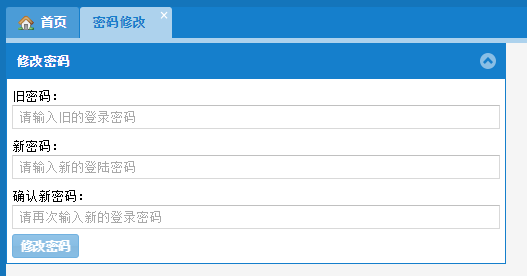 首页 密码修改
修改密码
旧密码：
请输入旧的登录密码
新密码：
请输入新的登陆密码
确认新密码：
请再次输入新的登录密码
修改密码